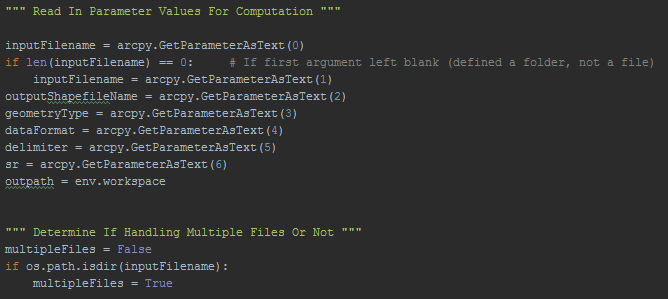 """ Read In Parameter Values For Computation """
inputFilename = arcpy.GetParameterAsText(0)
if len(inputFilename) == 0:     # If first argument left blank (defined a folder, not a file)
    inputFilename = arcpy.GetParameterAsText(1)
outputShapefileName = arcpy.GetParameterAsText(2)
geometryType = arcpy.GetParameterAsText(3)
dataFormat = arcpy.GetParameterAsText(4)
delimiter = arcpy.GetParameterAsText(5)
sr = arcpy.GetParameterAsText(6)
outpath = env.workspace
""" Determine If Handling Multiple Files Or Not """
multipleFiles = False
if os.path.isdir(inputFilename):
    multipleFiles = True